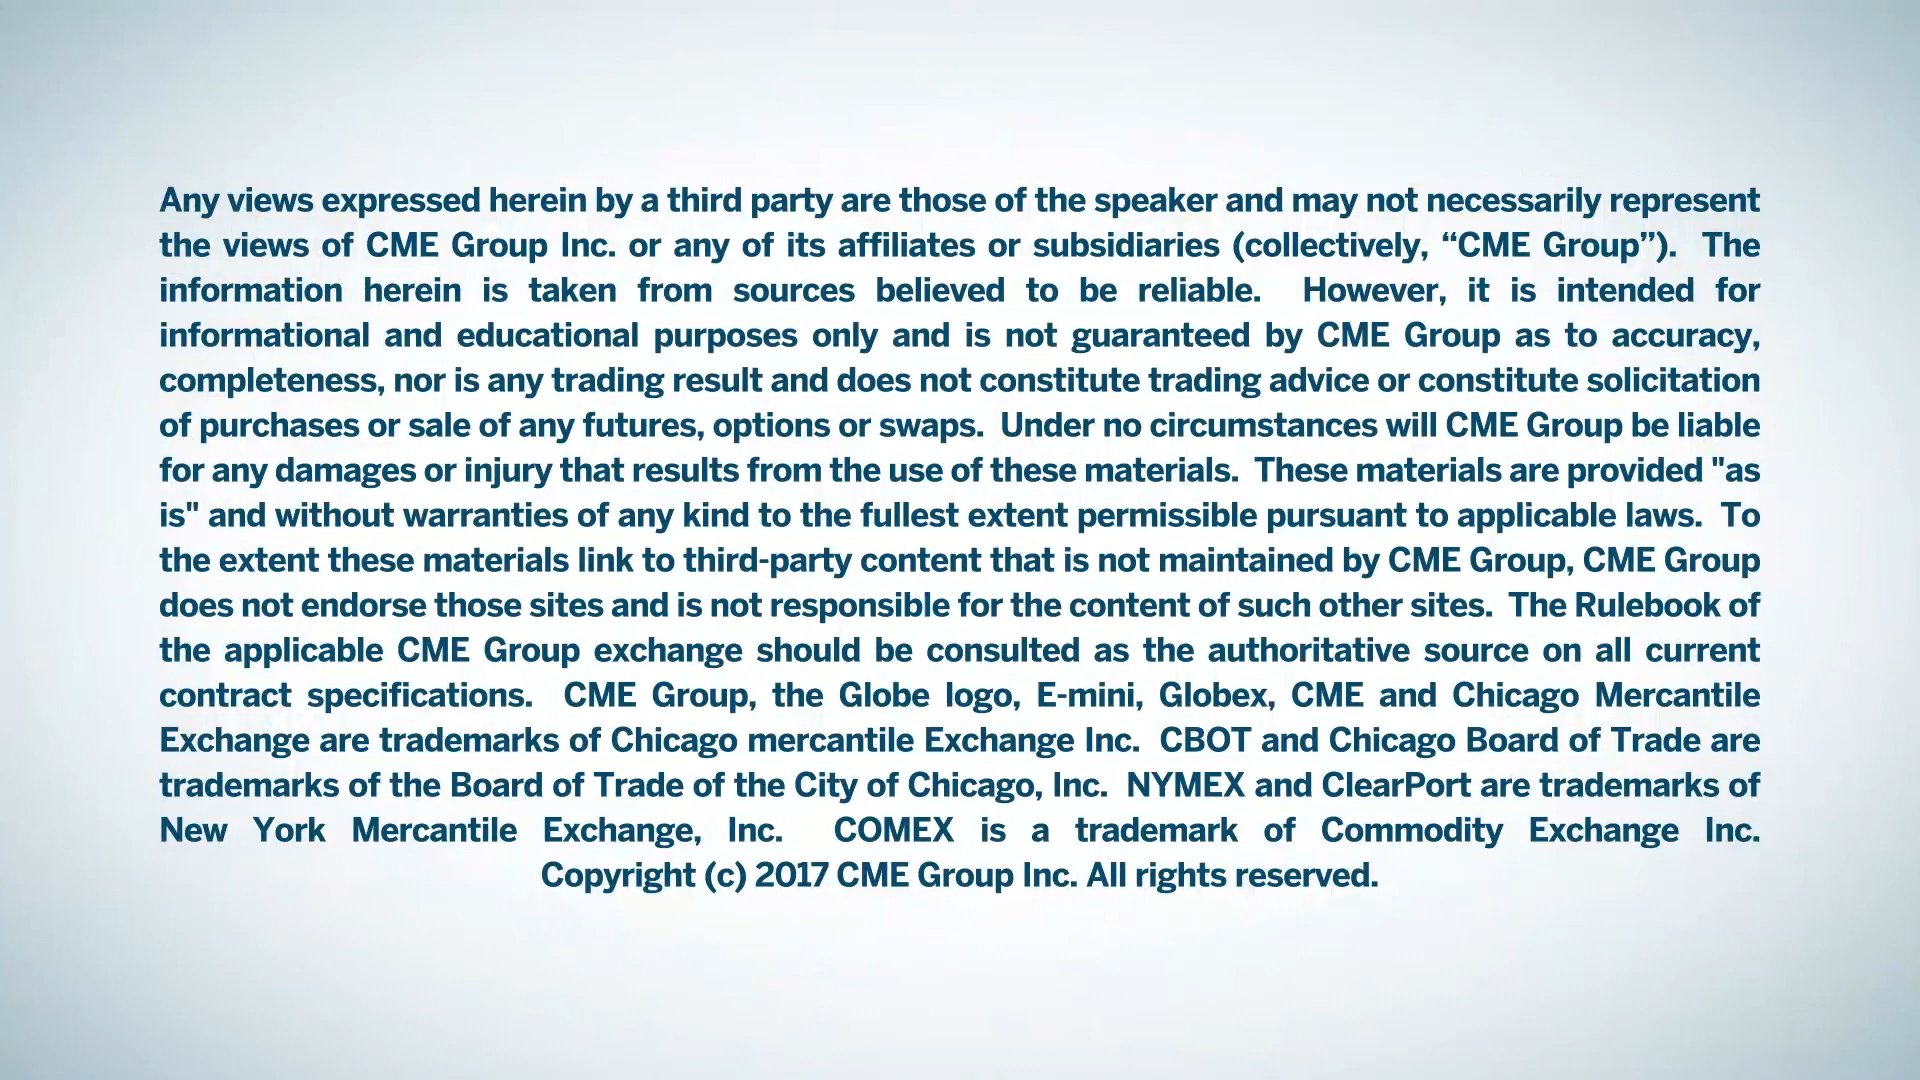 Any views expressed herein by a third party are those of the speaker and may not necessarily represent
the views of CME Group Inc. or any of its affiliates or subsidiaries (collectively, “CME Group”).  The
information herein is taken from sources believed to be reliable.  However, it is intended for
informational and educational purposes only and is not guaranteed by CME Group as to accuracy,
completeness, nor is any trading result and does not constitute trading advice or constitute solicitation
of purchases or sale of any futures, options or swaps.  Under no circumstances will CME Group be liable
for any damages or injury that results from the use of these materials.  These materials are provided "as
is" and without warranties of any kind to the fullest extent permissible pursuant to applicable laws.  To
the extent these materials link to third-party content that is not maintained by CME Group, CME Group
does not endorse those sites and is not responsible for the content of such other sites.  The Rulebook of
the applicable CME Group exchange should be consulted as the authoritative source on all current
contract specifications.  CME Group, the Globe logo, E-mini, Globex, CME and Chicago Mercantile
Exchange are trademarks of Chicago mercantile Exchange Inc.  CBOT and Chicago Board of Trade are
trademarks of the Board of Trade of the City of Chicago, Inc.  NYMEX and ClearPort are trademarks of
New York Mercantile Exchange, Inc.  COMEX is a trademark of Commodity Exchange Inc.
Copyright (c) 2017 CME Group Inc. All rights reserved.